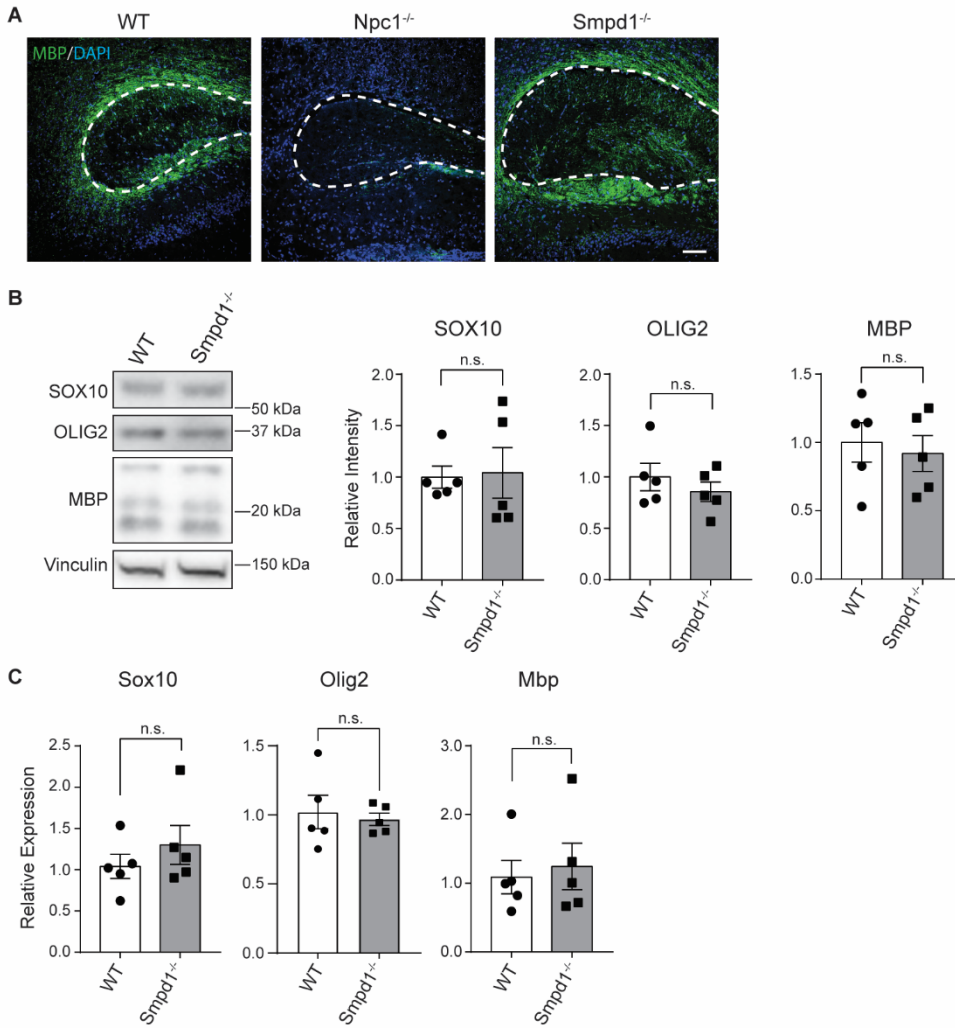 A
WT
Npc1-/-
Smpd1-/-
MBP/DAPI
B
WT
Smpd1-/-
SOX10
50 kDa
OLIG2
37 kDa
MBP
20 kDa
Vinculin
150 kDa
SOX10
n.s.
Relative Intensity
2.0
1.5
1.0
0.5
0.0
WT
Smpd1-/-
OLIG2
n.s.
2.0
1.5
1.0
0.5
0.0
WT
Smpd1-/-
MBP
n.s.
1.5
1.0
0.5
0.0
WT
Smpd1-/-
C
Sox10
n.s.
Relative Expression
2.5
2.0
1.5
1.0
0.5
0.0
WT
Smpd1-/-
Olig2
n.s.
1.5
1.0
0.5
0.0
WT
Smpd1-/-
Mbp
n.s.
3.0
2.0
1.0
0.0
WT
Smpd1-/-